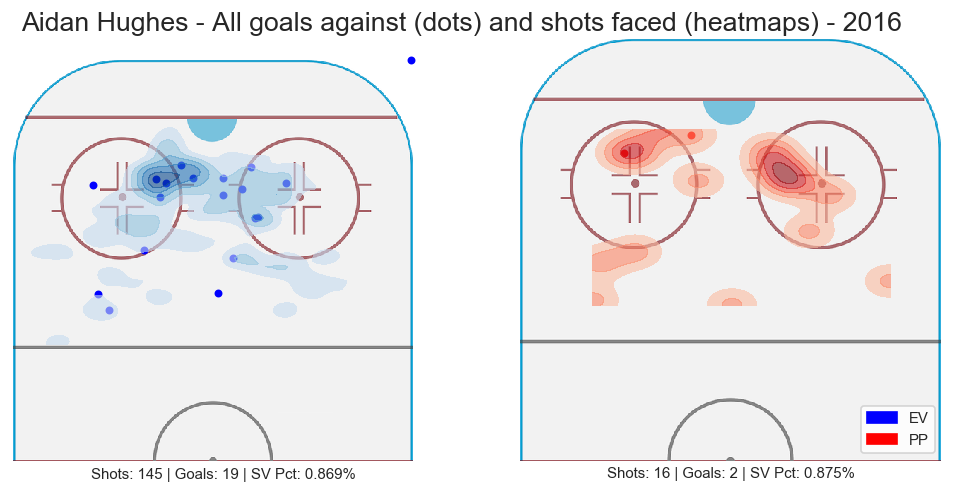 Aidan Hughes - All goals against (dots) and shots faced (heatmaps) - 2016
EV
PP
Shots: 145 | Goals: 19 | SV Pct: 0.869%
Shots: 16 | Goals: 2 | SV Pct: 0.875%